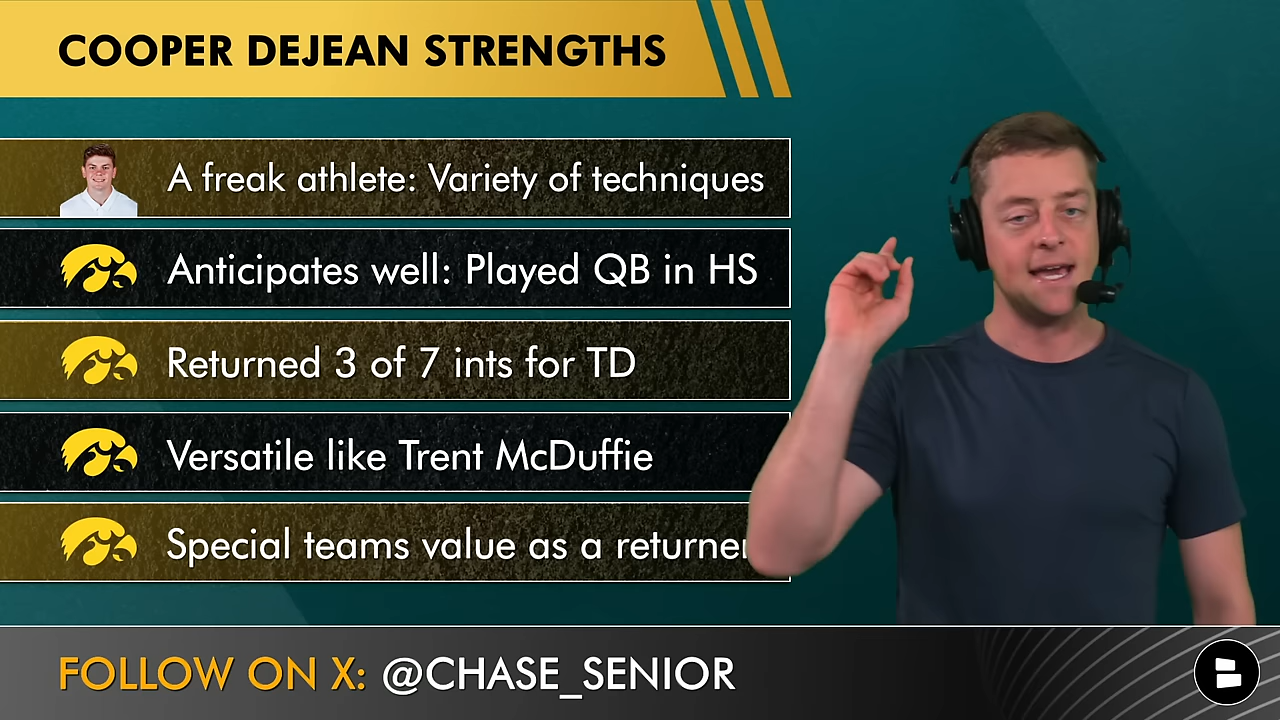 COOPER DEJEAN STRENGTHS
A freak athlete: Variety of techniques
Anticipates well: Played QB in HS
Returned 3 of 7 ints for TD
Versatile like Trent McDuffie
Special teams value as a returner
FOLLOW ON X: @CHASE_SENIOR